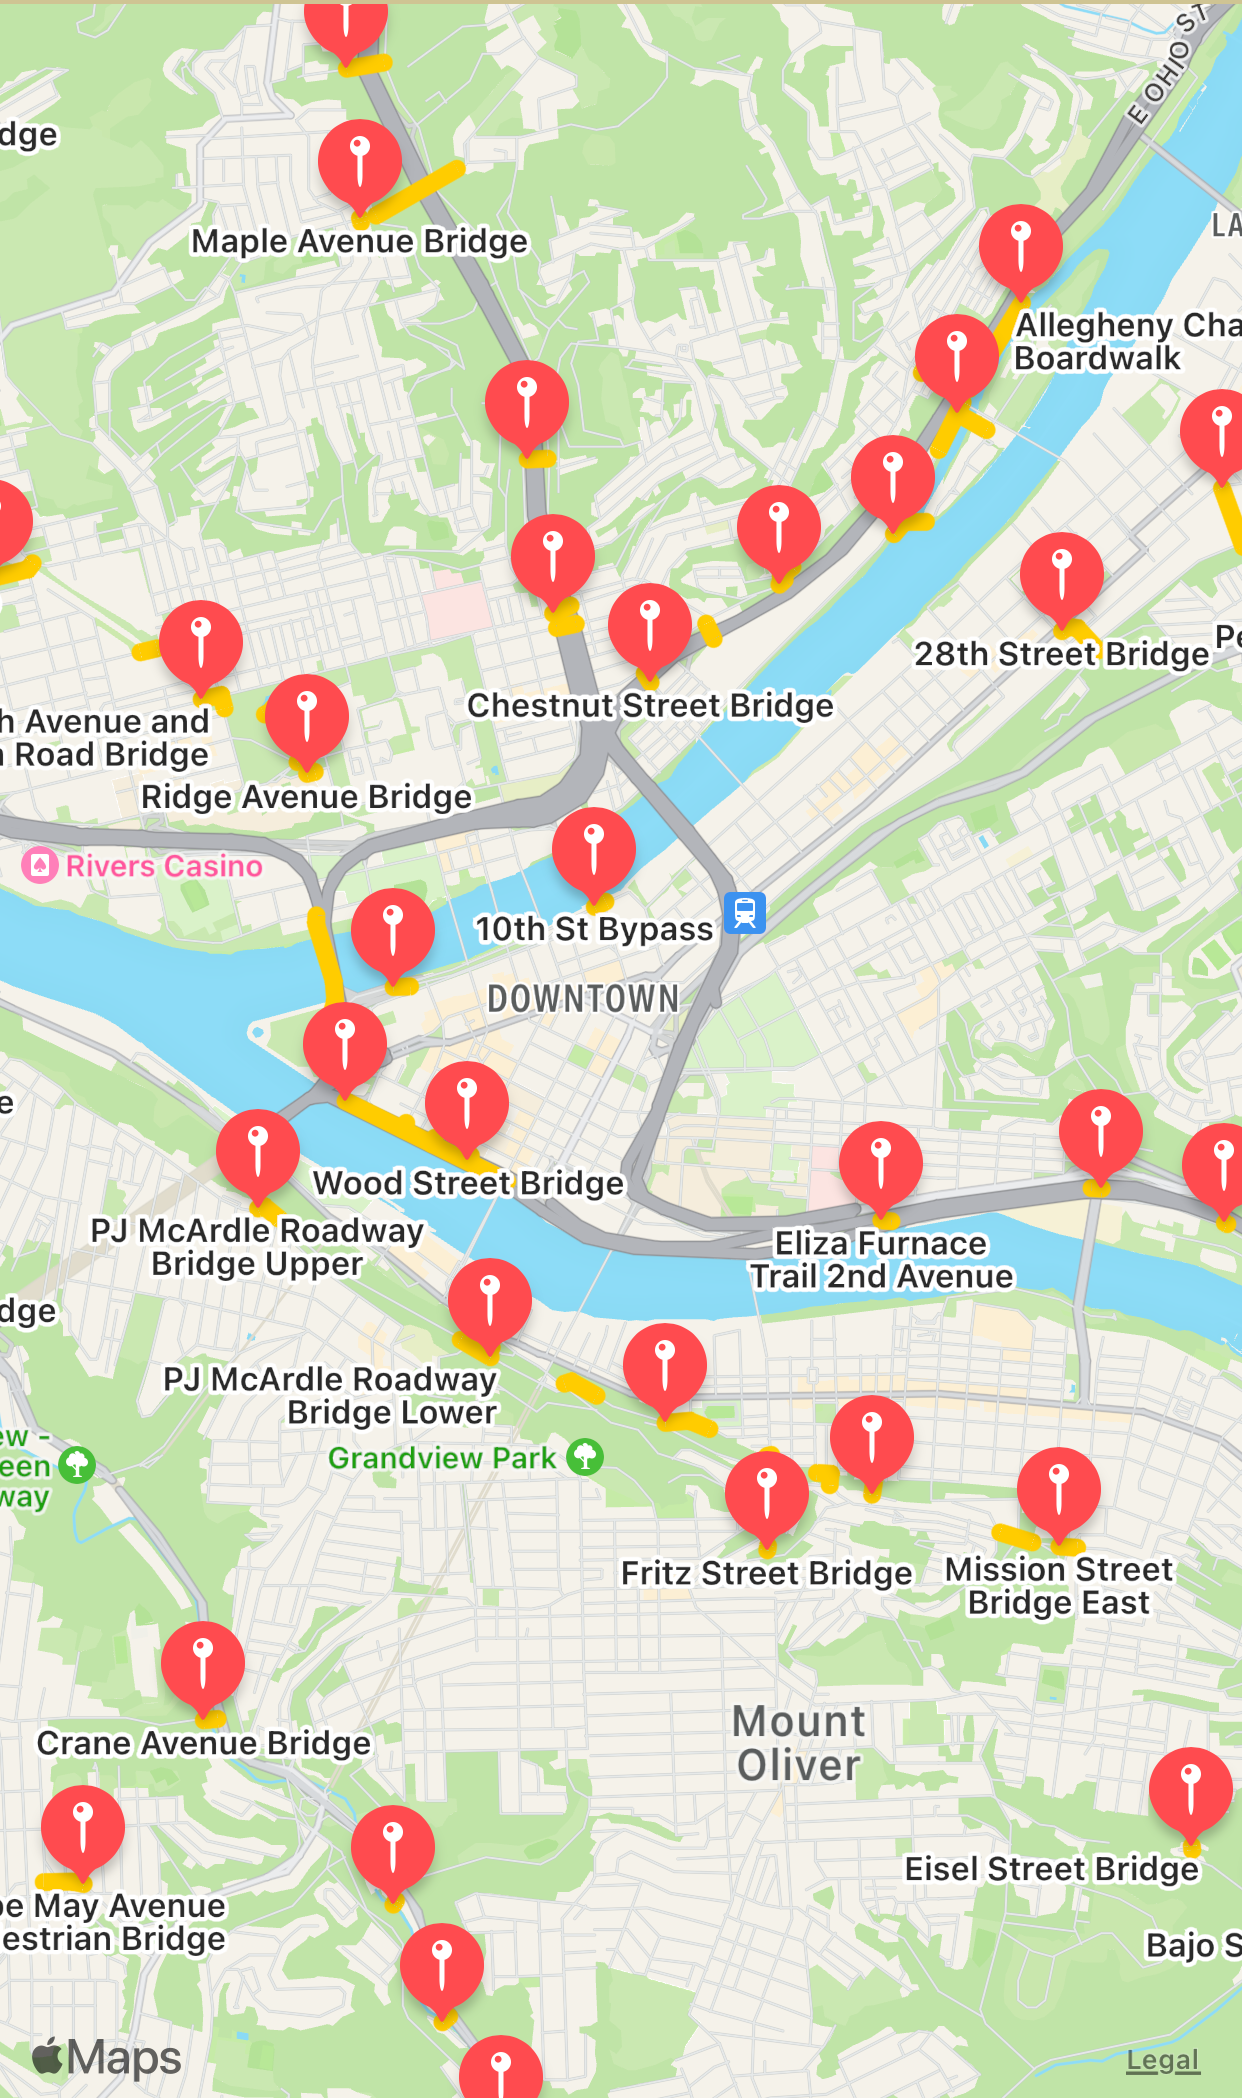 E OHIO ST
dge
Maple Avenue Bridge
LA
Allegheny Cha
Boardwalk
28th Street Bridge
Pe
Chestnut Street Bridge
h Avenue and
Road Bridge
Ridge Avenue Bridge
Rivers Casino
10th St Bypass
DOWNTOWN
e
Wood Street Bridge
PJ McArdle Roadway
Bridge Upper
Eliza Furnace
Trail 2nd Avenue
dge
PJ McArdle Roadway
Bridge Lower
ew -
een
way
Grandview Park
Fritz Street Bridge
Mission Street
Bridge East
Crane Avenue Bridge
Mount
Oliver
Eisel Street Bridge
pe May Avenue
estrian Bridge
Bajo S
Maps
Legal